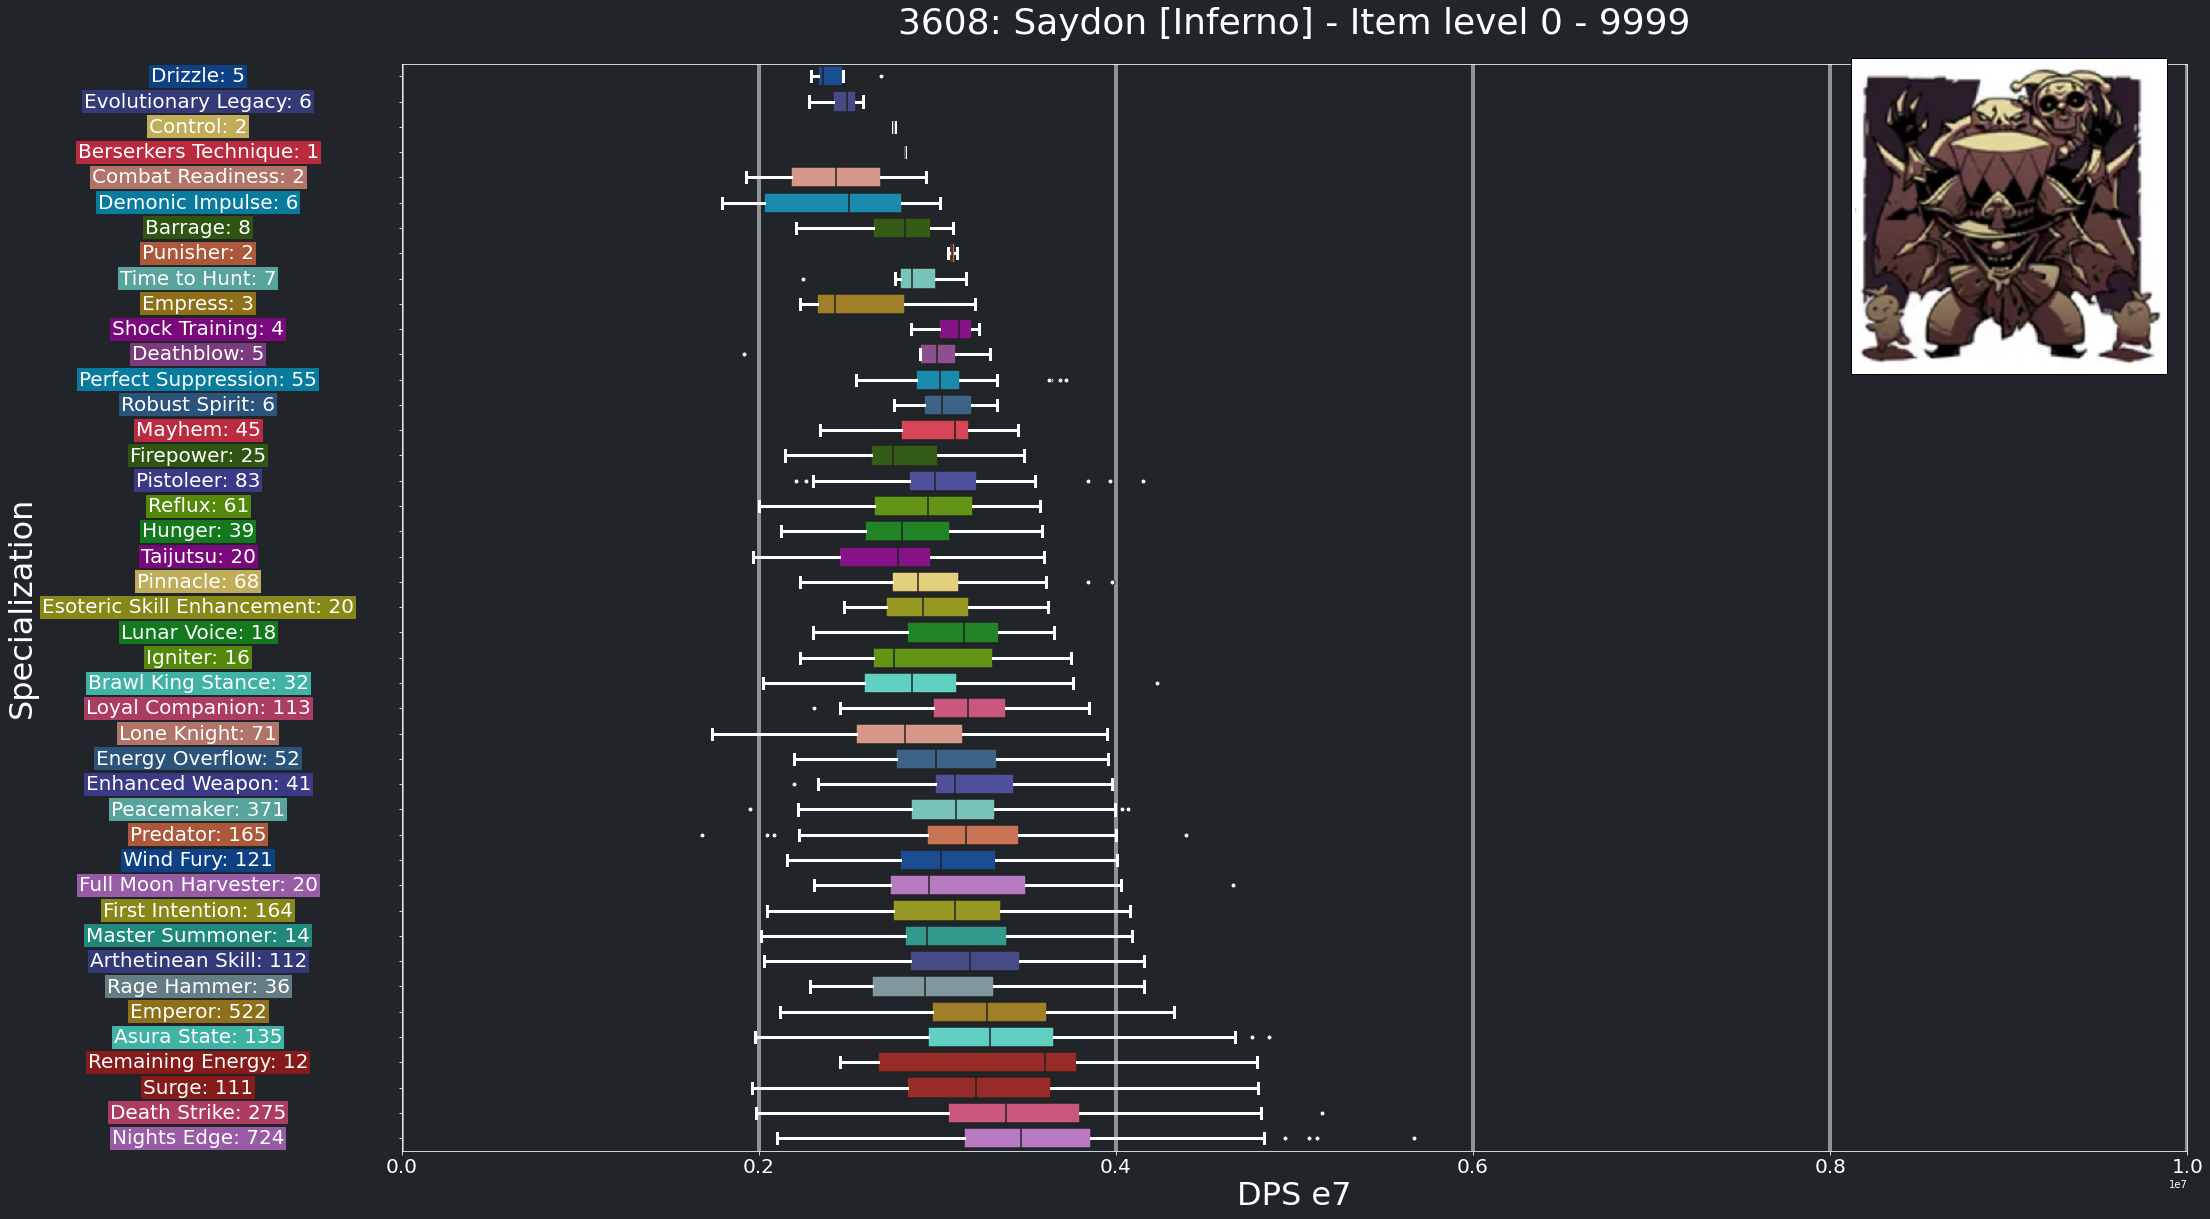 3608: Saydon [Inferno] - Item level 0 - 9999
Drizzle: 5
Evolutionary Legacy: 6
Control: 2
Berserkers Technique: 1
Combat Readiness: 2
Demonic Impulse: 6
Barrage: 8
Punisher: 2
Time to Hunt: 7
Empress: 3
Shock Training: 4
Deathblow: 5
Perfect Suppression: 55
Robust Spirit: 6
Mayhem: 45
Firepower: 25
Pistoleer: 83
Reflux: 61
Hunger: 39
Taijutsu: 20
Pinnacle: 68
Esoteric Skill Enhancement: 20
Lunar Voice: 18
Igniter: 16
Brawl King Stance: 32
Loyal Companion: 113
Lone Knight: 71
Energy Overflow: 52
Enhanced Weapon: 41
Peacemaker: 371
Predator: 165
Wind Fury: 121
Full Moon Harvester: 20
First Intention: 164
Master Summoner: 14
Arthetinean Skill: 112
Rage Hammer: 36
Emperor: 522
Asura State: 135
Remaining Energy: 12
Surge: 111
Death Strike: 275
Nights Edge: 724
Specialization
0.0 0.2 0.4 0.6 0.8 1.0
1e7
DPS e7